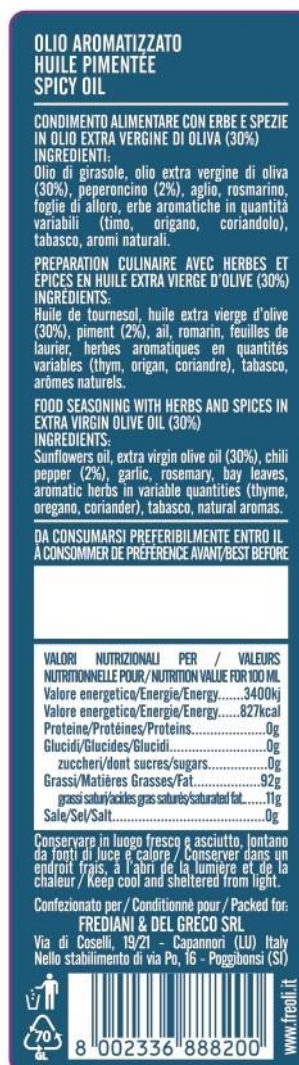 OLIO AROMATIZZATO
HUILE PIMENTÉE
SPICY OIL
CONDIMENTO ALIMENTARE CON ERBE E SPEZIE
IN OLIO EXTRA VERGINE DI OLIVA (30%)
INGREDIENTI:
Olio di girasole, olio extra vergine di oliva
(30%), peperoncino (2%), aglio, rosmarino,
foglie di alloro, erbe aromatiche in quantità
variabili (timo, origano, coriandolo),
tabasco, aromi naturali.
PREPARATION CULINAIRE AVEC HERBES ET
ÉPICES EN HUILE EXTRA VIERGE D'OLIVE (30%)
INGRÉDIENTS:
Huile de tournesol, huile extra vierge d'olive
(30%), piment (2%), ail, romarin, feuilles de
laurier, herbes aromatiques en quantités
variables (thym, origan, coriandre), tabasco,
arômes naturels.
FOOD SEASONING WITH HERBS AND SPICES IN
EXTRA VIRGIN OLIVE OIL (30%)
INGREDIENTS:
Sunflowers oil, extra virgin olive oil (30%), chili
pepper (2%), garlic, rosemary, bay leaves,
aromatic herbs in variable quantities (thyme,
oregano, coriander), tabasco, natural aromas.
DA CONSUMARSI PREFERIBILMENTE ENTRO IL
À CONSOMMER DE PRÉFÉRENCE AVANT/BEST BEFORE
VALORI NUTRIZIONALI PER / VALEURS
NUTRITIONNELLE POUR / NUTRITION VALUE FOR 100 ML
Valore energetico/Energie/Energy.......3400kj
Valore energetico/Energie/Energy......827kcal
Proteine/Protéines/Proteins..................0g
Glucidi/Glucides/Glucidi......................0g
zuccheri/dont sucres/sugars..............0g
Grassi/Matières Grasses/Fat...............92g
grassi saturi/acides gras saturés/saturated fat......11g
Sale/Sel/Salt....................................0g
Conservare in luogo fresco e asciutto, lontano
da fonti di luce e calore / Conserver dans un
endroit frais, à l'abri de la lumière et de la
chaleur / Keep cool and sheltered from light.
Confezionato per / Conditionnè pour / Packed for:
FREDIANI & DEL GRECO SRL
Via di Coselli, 19/21 - Capannori (LU) Italy
Nello stabilimento di via Po, 16 - Poggibonsi (SI)
70
GL
8 002336 888200
www.freoli.it